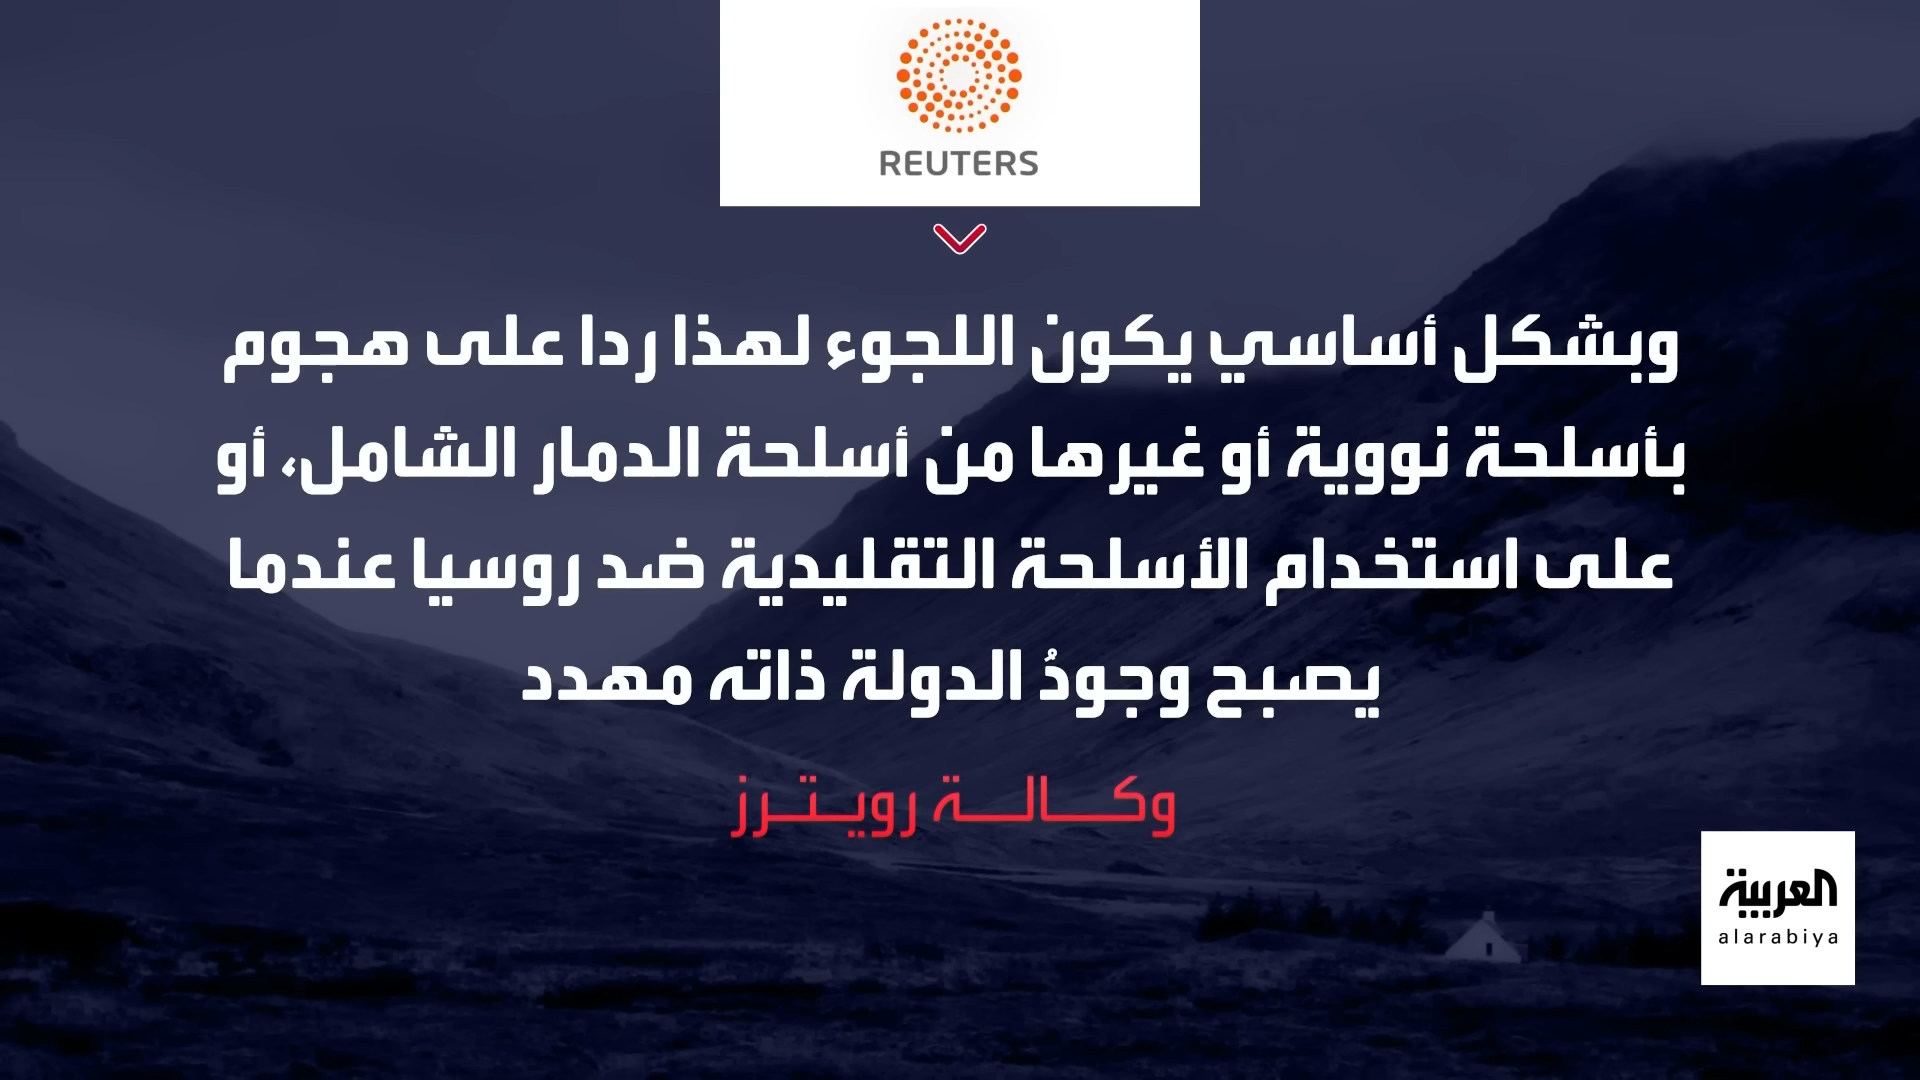 REUTERS
وبشكل أساسي يكون اللجوء لهذا ردا على هجوم
بأسلحة نووية أو غيرها من أسلحة الدمار الشامل، أو
على استخدام الأسلحة التقليدية ضد روسيا عندما
يصبح وجودُ الدولة ذاته مهدد
وكـــالـــة رويـتـرز
العربية
alarabiya